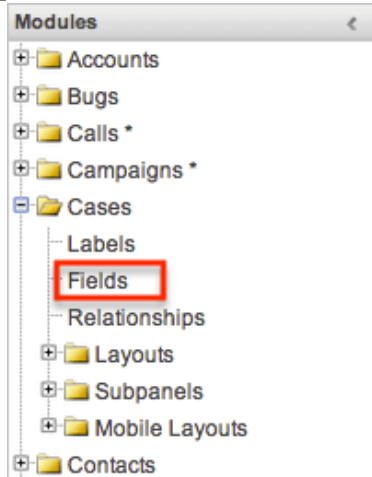 Modules
Accounts
Bugs
Calls *
Campaigns *
Cases
Labels
Fields
Relationships
Layouts
Subpanels
Mobile Layouts
Contacts